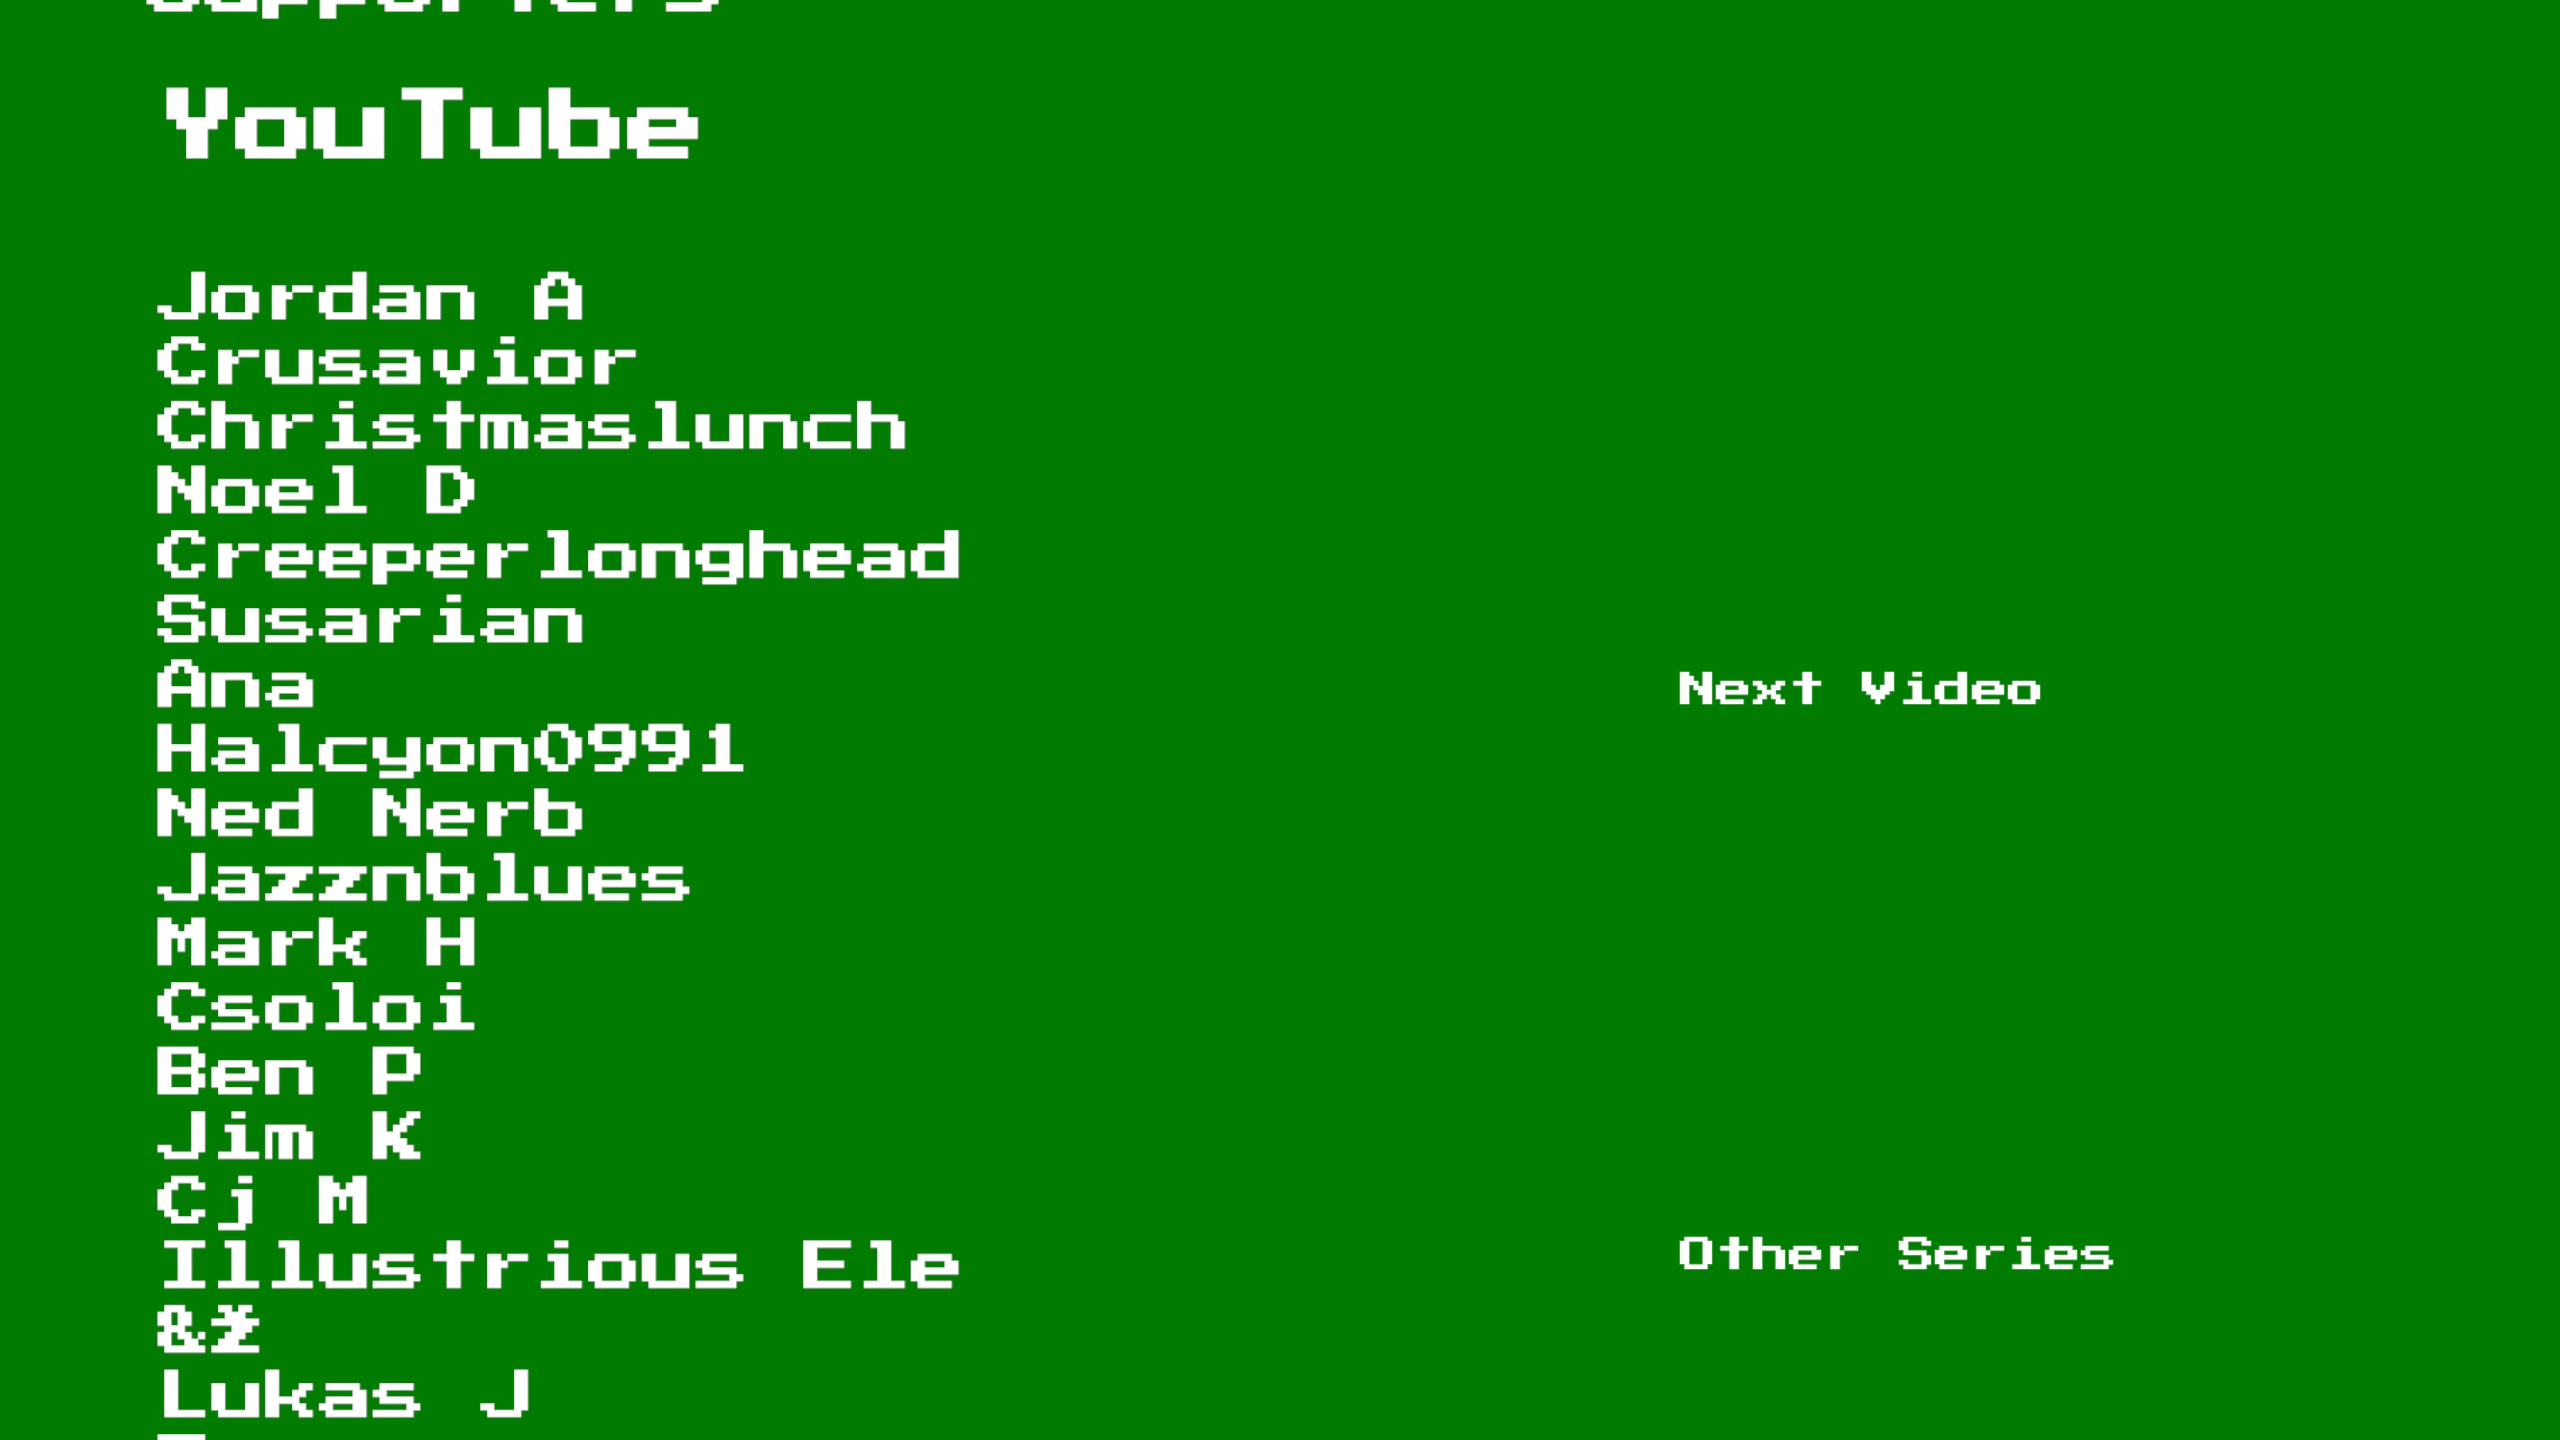 Supporters
YouTube
Jordan A
Crusavior
Christmaslunch
Noel D
Creeperlonghead
Susarian
Ana
Halcyon0991
Ned Nerb
Jazznblues
Mark H
Csoloi
Ben P
Jim K
Cj M
Illustrious Ele
Lukas J
Next Video
Other Series